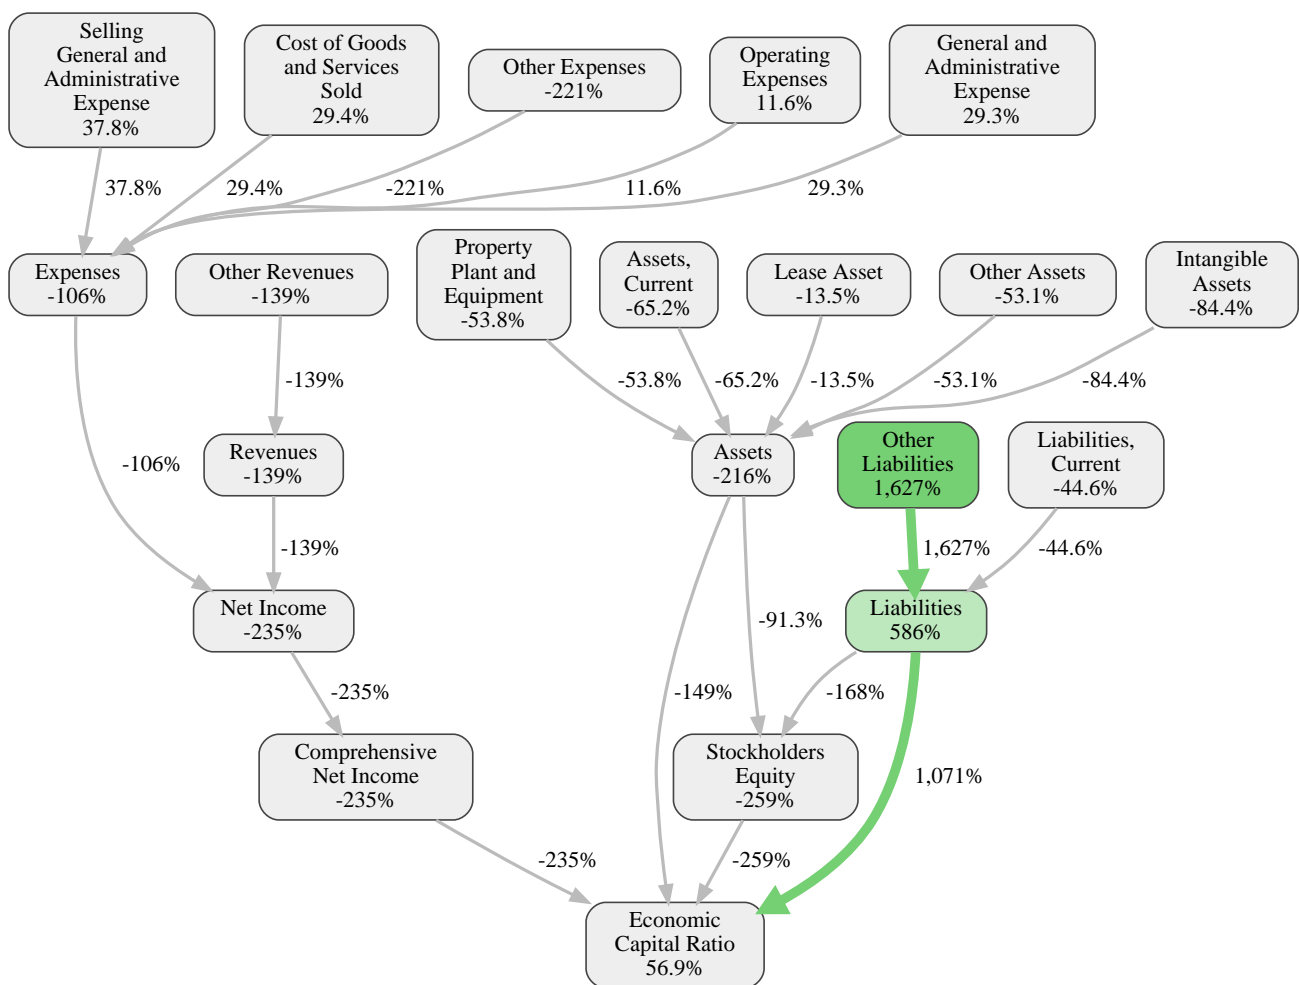 Selling
General and
Administrative
Expense
37.8%
Cost of Goods
and Services
Sold
29.4%
Other Expenses
-221%
Operating
Expenses
11.6%
General and
Administrative
Expense
29.3%
37.8%
29.4%
-221%
11.6%
29.3%
Expenses
-106%
Other Revenues
-139%
Property
Plant and
Equipment
-53.8%
Assets,
Current
-65.2%
Lease Asset
-13.5%
Other Assets
-53.1%
Intangible
Assets
-84.4%
-139%
-53.8%
-65.2%
-13.5%
-53.1%
-84.4%
-106%
Revenues
-139%
Assets
-216%
Other
Liabilities
1,627%
Liabilities,
Current
-44.6%
-139%
1,627%
-44.6%
Net Income
-235%
-91.3%
Liabilities
586%
-235%
-149%
-168%
Comprehensive
Net Income
-235%
Stockholders
Equity
-259%
1,071%
-235%
-259%
Economic
Capital Ratio
56.9%